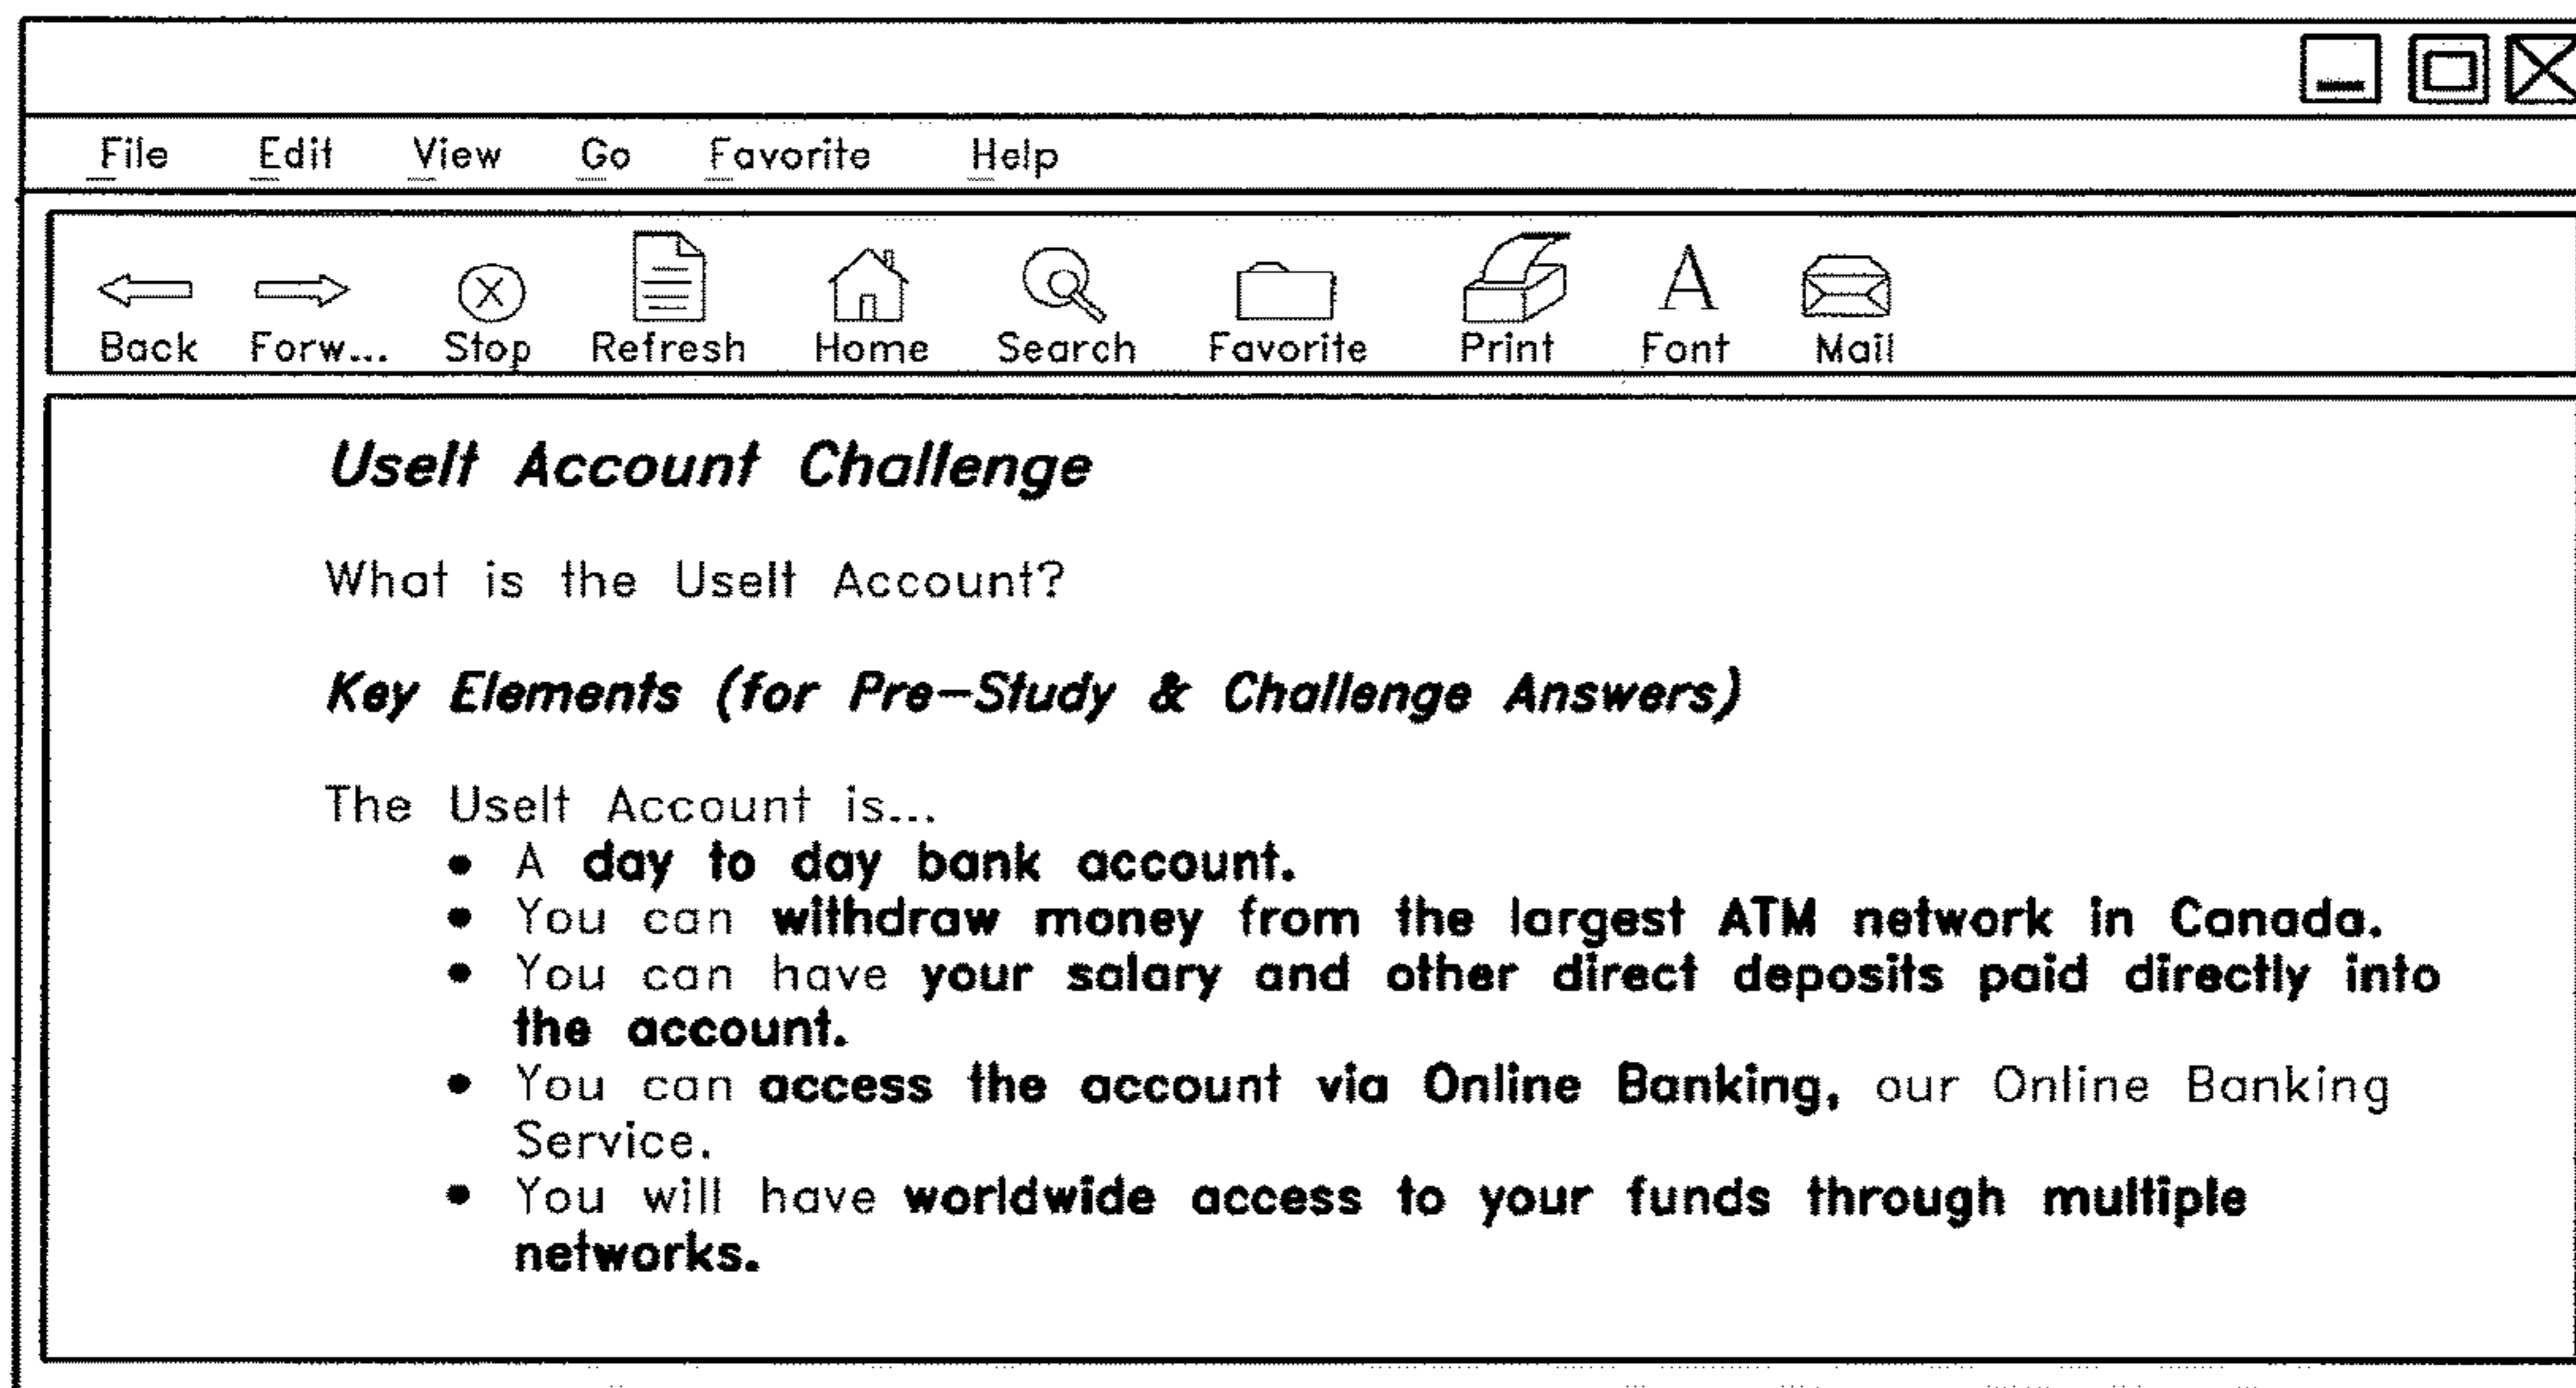 File Edit View Go Favorite Help
Back Forw... Stop Refresh Home Search Favorite Print Font Mail
UseIt Account Challenge
What is the UseIt Account?
Key Elements (for Pre-Study & Challenge Answers)
The UseIt Account is...
• A day to day bank account.
• You can withdraw money from the largest ATM network in Canada.
• You can have your salary and other direct deposits paid directly into
the account.
• You can access the account via Online Banking, our Online Banking
Service.
• You will have worldwide access to your funds through multiple
networks.